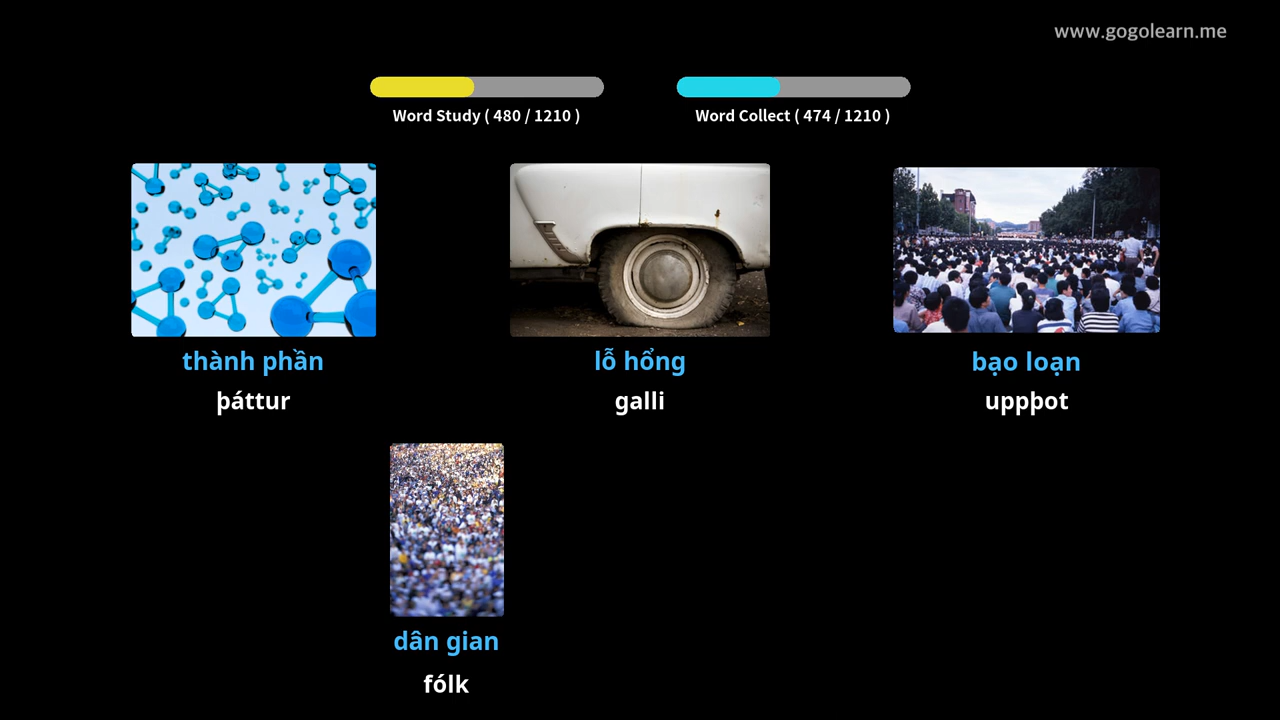 www.gogolearn.me
Word Study ( 480 / 1210 )
Word Collect ( 474 / 1210 )
thành phần
þáttur
lỗ hổng
galli
bạo loạn
uppþot
dân gian
fólk